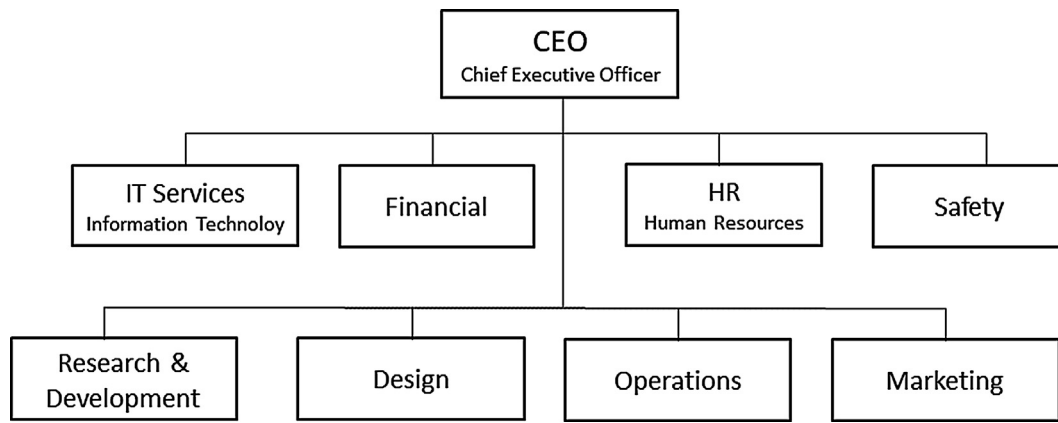 CEO
Chief Executive Officer
IT Services
Information Technoloy
Financial
HR
Human Resources
Safety
Research &
Development
Design
Operations
Marketing